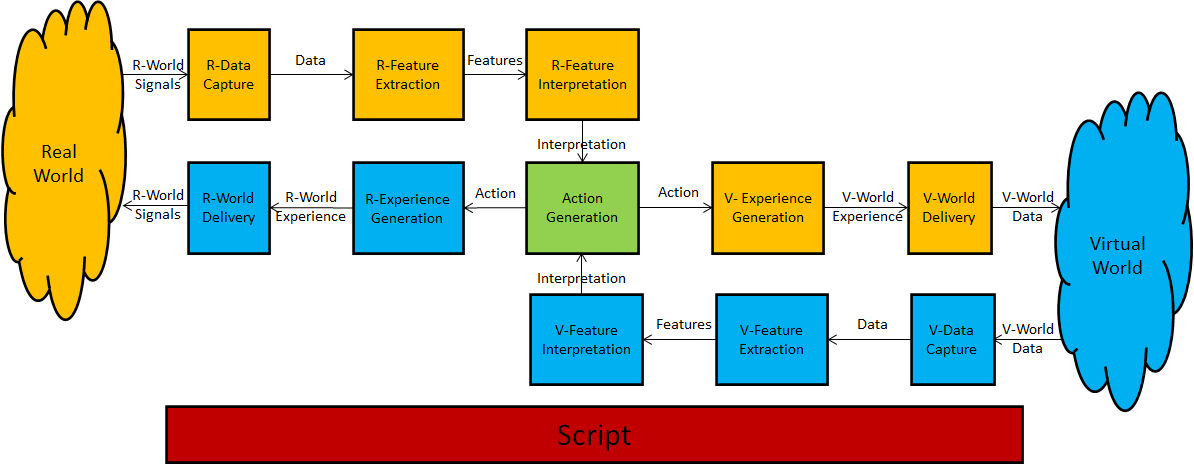 Real
World
R-World
Signals
R-Data
Capture
Data
R-Feature
Extraction
Features
R-Feature
Interpretation
Interpretation
R-World
Signals
R-World
Delivery
R-World
Experience
R-Experience
Generation
Action
Action
Generation
Action
V- Experience
Generation
V-World
Experience
V-World
Delivery
V-World
Data
Virtual
World
Interpretation
V-Feature
Interpretation
Features
V-Feature
Extraction
Data
V-Data
Capture
V-World
Data
Script